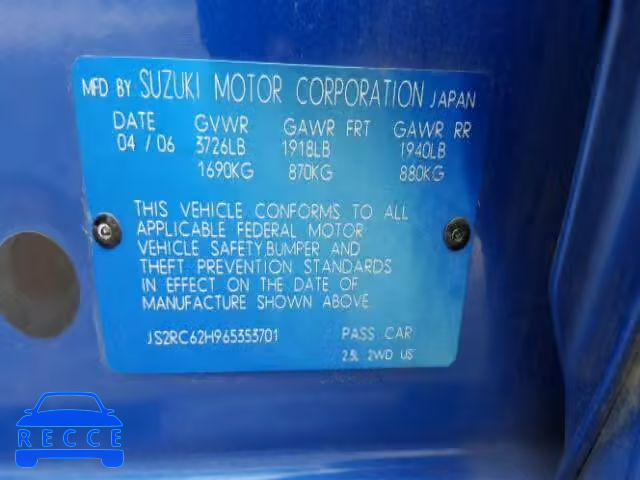 MFD BY SUZUKI MOTOR CORPORATION JAPAN
DATE GVWR GAWR FRT GAWR RR
04 / 06 3726LB 1918LB 1940LB
1690KG 870KG 880KG
THIS VEHICLE CONFORMS TO ALL
APPLICABLE FEDERAL MOTOR
VEHICLE SAFETY,BUMPER AND
THEFT PREVENTION STANDARDS
IN EFFECT ON THE DATE OF
MANUFACTURE SHOWN ABOVE.
JS2RC62H965353701 PASS CAR
2.3L 2WD US
RECCE